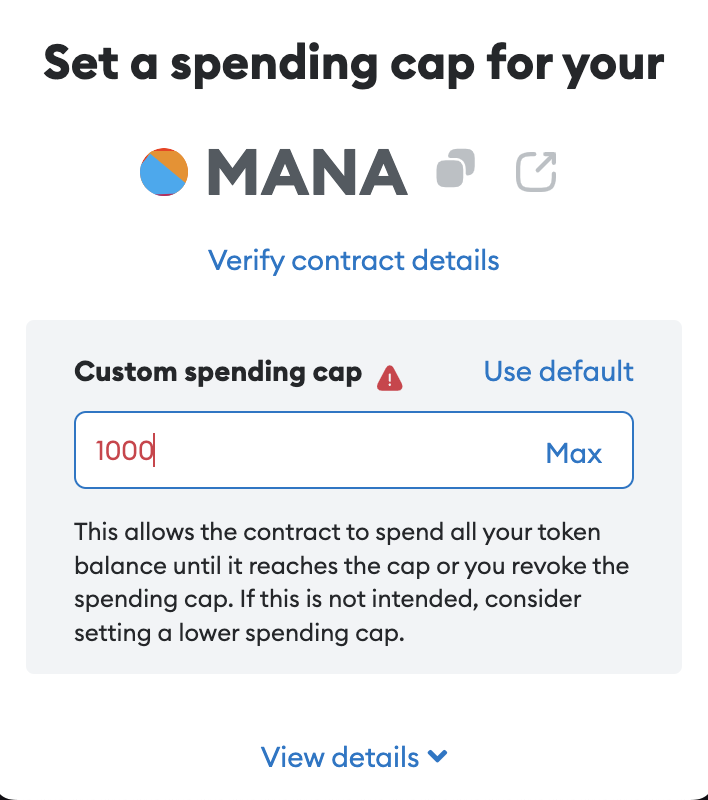 Set a spending cap for your
MANA
Verify contract details
Custom spending cap
Use default
1000
Max
This allows the contract to spend all your token
balance until it reaches the cap or you revoke the
spending cap. If this is not intended, consider
setting a lower spending cap.
View details